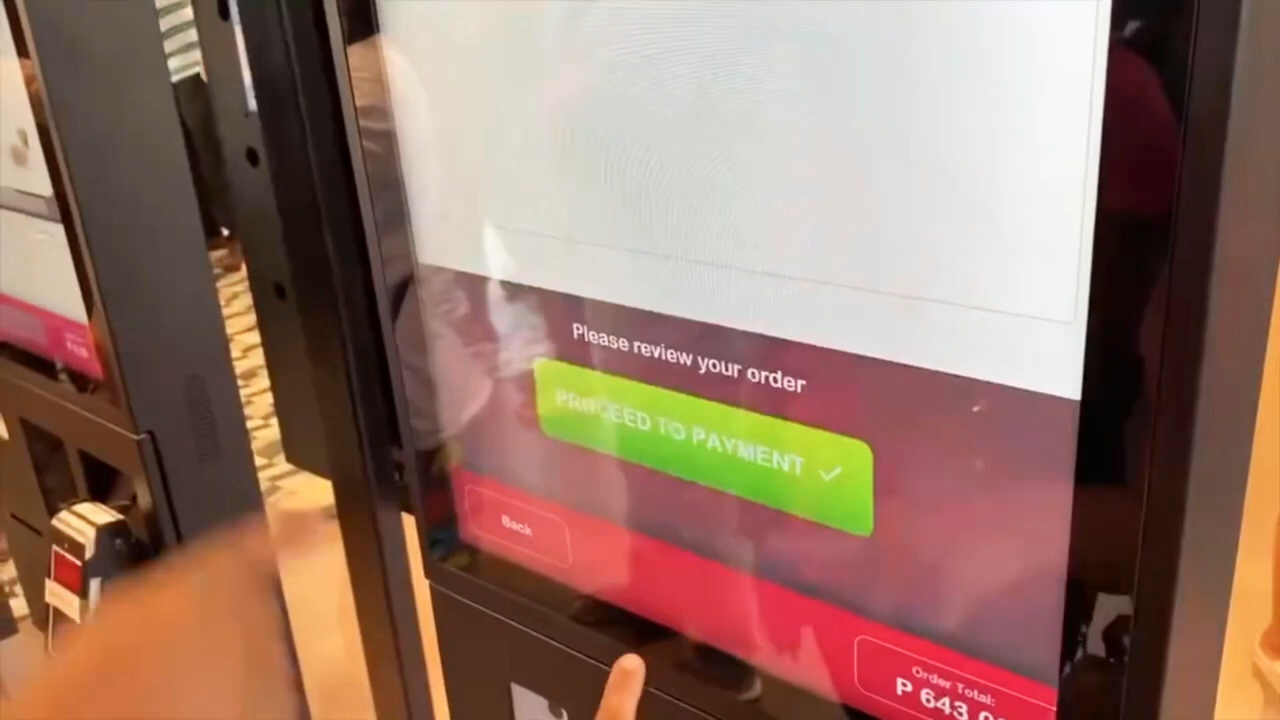 Please review your order
PROCEED TO PAYMENT
Back
Order Total:
P 643.0